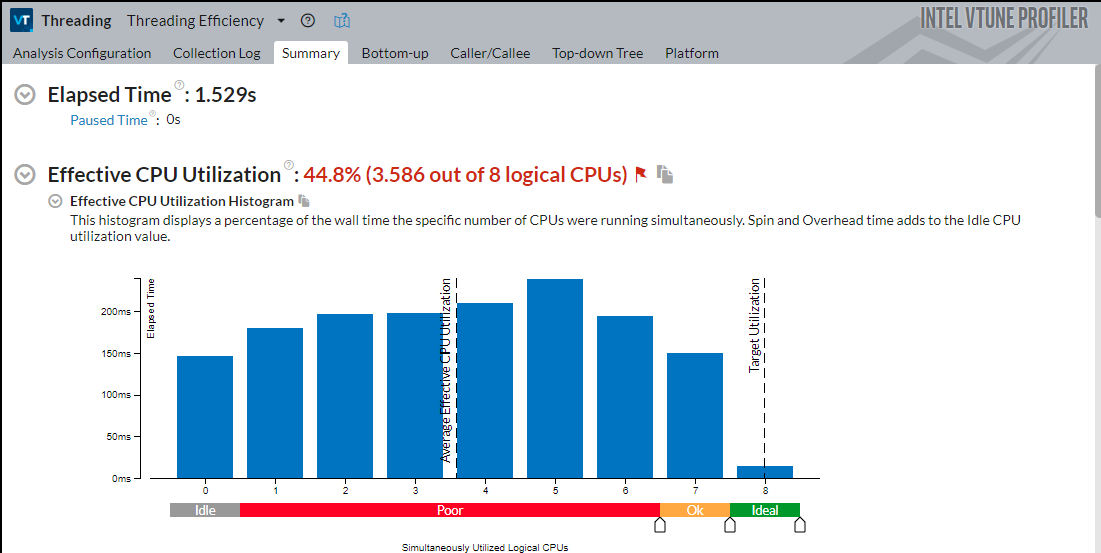 VT Threading Threading Efficiency ?
INTEL VTUNE PROFILER
Analysis Configuration Collection Log Summary Bottom-up Caller/Callee Top-down Tree Platform
Elapsed Time ? : 1.529s
Paused Time ? : 0s
Effective CPU Utilization ? : 44.8% (3.586 out of 8 logical CPUs)
Effective CPU Utilization Histogram
This histogram displays a percentage of the wall time the specific number of CPUs were running simultaneously. Spin and Overhead time adds to the Idle CPU
utilization value.
Elapsed Time
200ms
150ms
100ms
50ms
0ms
Average Effective CPU Utilization
Target Utilization
0 1 2 3 4 5 6 7 8
Idle Poor Ok Ideal
Simultaneously Utilized Logical CPUs